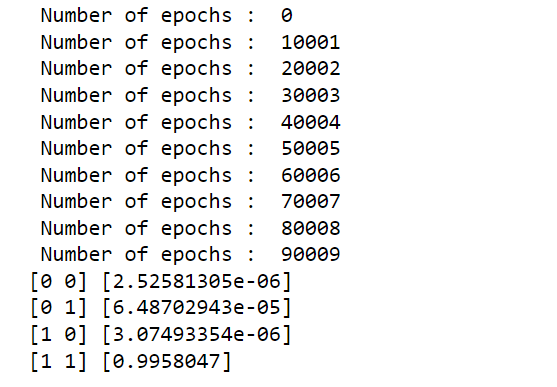 Number of epochs :  0
Number of epochs :  10001
Number of epochs :  20002
Number of epochs :  30003
Number of epochs :  40004
Number of epochs :  50005
Number of epochs :  60006
Number of epochs :  70007
Number of epochs :  80008
Number of epochs :  90009
[0 0] [2.52581305e-06]
[0 1] [6.48702943e-05]
[1 0] [3.07493354e-06]
[1 1] [0.9958047]